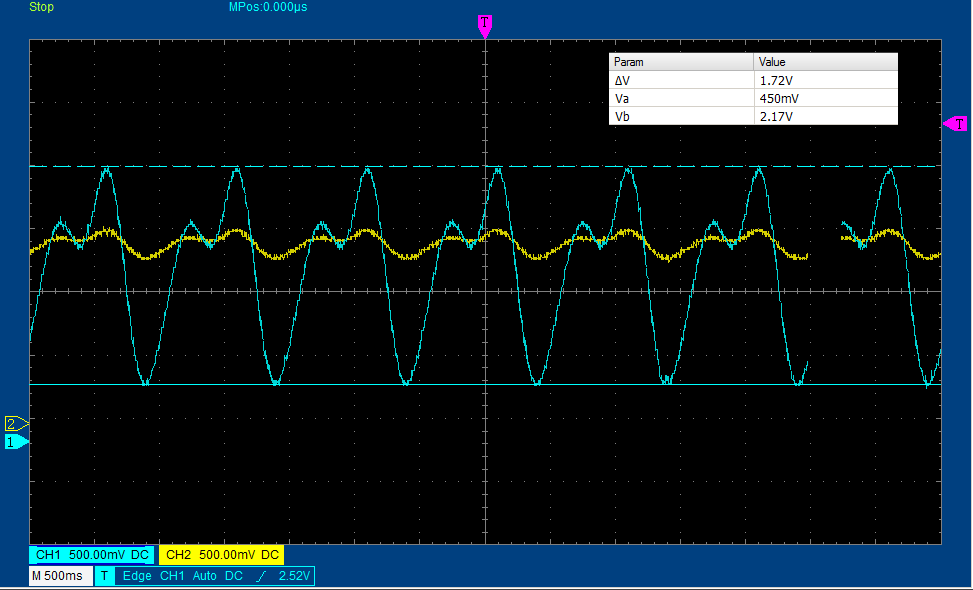 Stop MPos:0.000µs
T
Param Value
ΔV 1.72V
Va 450mV
Vb 2.17V
T
2
1
CH1 500.00mV DC CH2 500.00mV DC
M 500ms T Edge CH1 Auto DC 2.52V